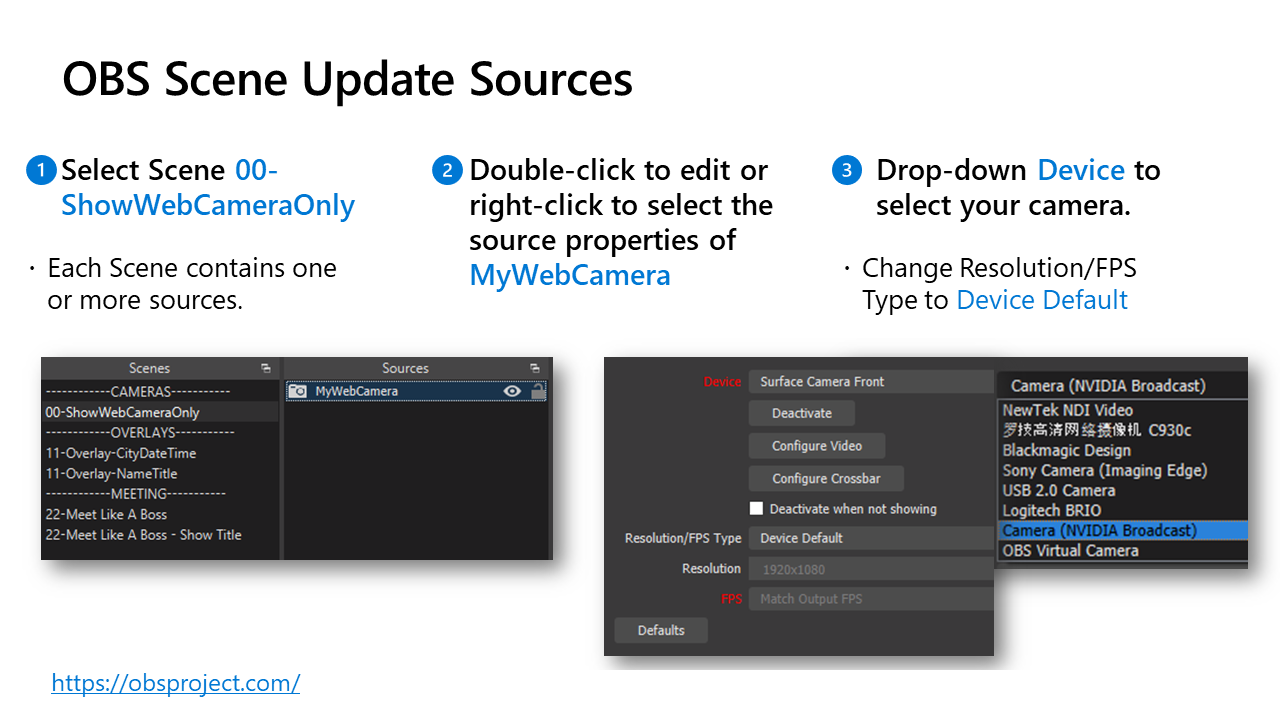 OBS Scene Update Sources
1 Select Scene 00-
ShowWebCameraOnly
· Each Scene contains one
or more sources.
2 Double-click to edit or
right-click to select the
source properties of
MyWebCamera
3 Drop-down Device to
select your camera.
· Change Resolution/FPS
Type to Device Default
Scenes
------------CAMERAS-----------
00-ShowWebCameraOnly
------------OVERLAYS-----------
11-Overlay-CityDateTime
11-Overlay-NameTitle
------------MEETING-----------
22-Meet Like A Boss
22-Meet Like A Boss - Show Title
Sources
MyWebCamera
Device Surface Camera Front
Deactivate
Configure Video
Configure Crossbar
Deactivate when not showing
Resolution/FPS Type Device Default
Resolution 1920x1080
FPS Match Output FPS
Defaults
Camera (NVIDIA Broadcast)
NewTek NDI Video
罗技高清网络摄像机 C930c
Blackmagic Design
Sony Camera (Imaging Edge)
USB 2.0 Camera
Logitech BRIO
Camera (NVIDIA Broadcast)
OBS Virtual Camera
https://obsproject.com/